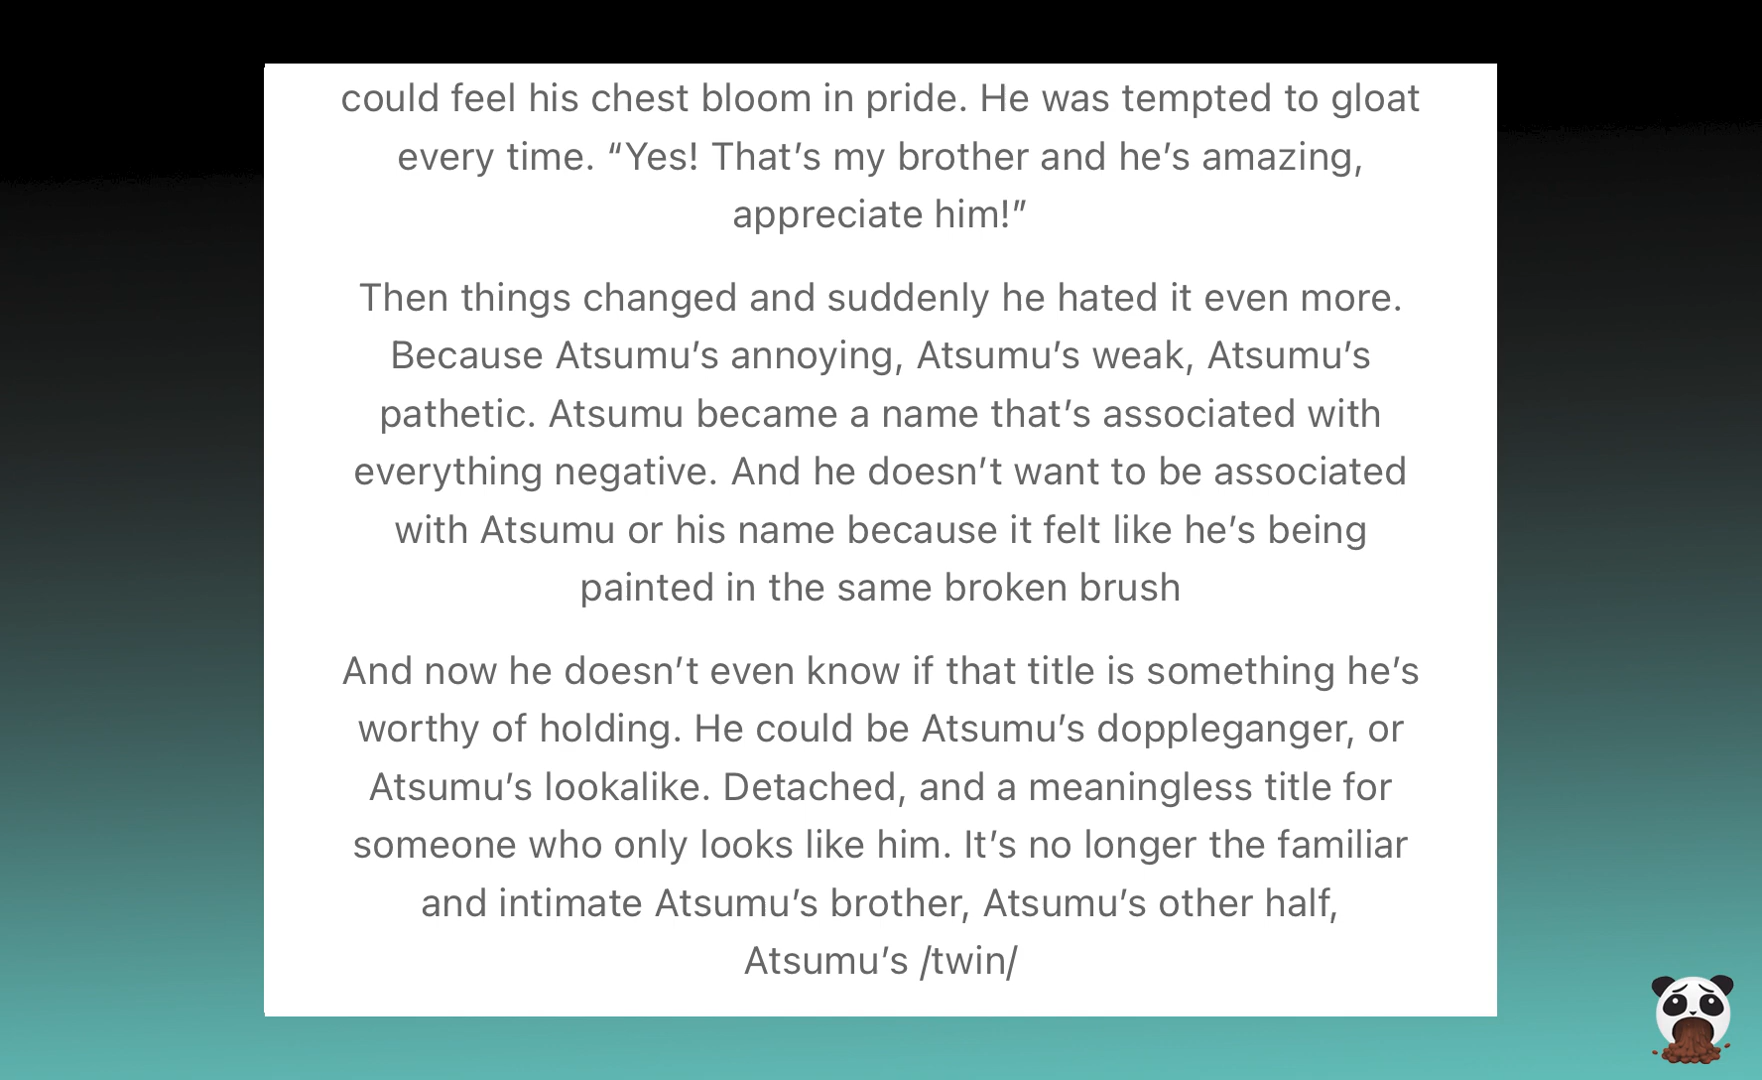 could feel his chest bloom in pride. He was tempted to gloat
every time. “Yes! That’s my brother and he’s amazing,
appreciate him!”
Then things changed and suddenly he hated it even more.
Because Atsumu’s annoying, Atsumu’s weak, Atsumu’s
pathetic. Atsumu became a name that’s associated with
everything negative. And he doesn’t want to be associated
with Atsumu or his name because it felt like he’s being
painted in the same broken brush
And now he doesn’t even know if that title is something he’s
worthy of holding. He could be Atsumu’s doppleganger, or
Atsumu’s lookalike. Detached, and a meaningless title for
someone who only looks like him. It’s no longer the familiar
and intimate Atsumu’s brother, Atsumu’s other half,
Atsumu’s /twin/